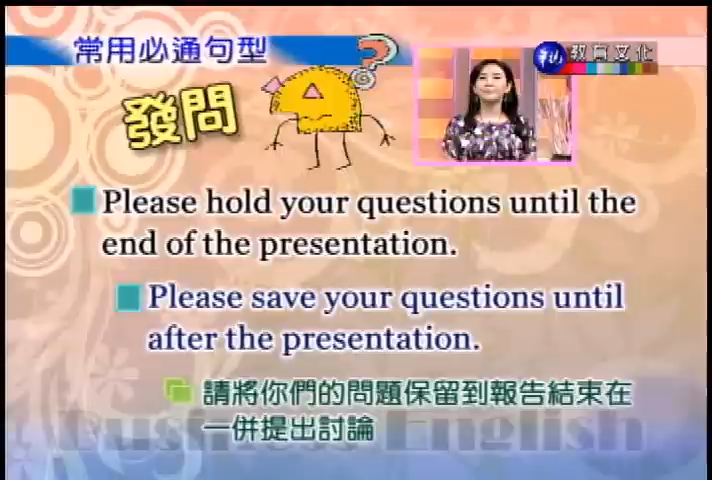 常用必通句型
教育文化
發問
Please hold your questions until the
end of the presentation.
Please save your questions until
after the presentation.
請將你們的問題保留到報告結束在
一併提出討論
Business English